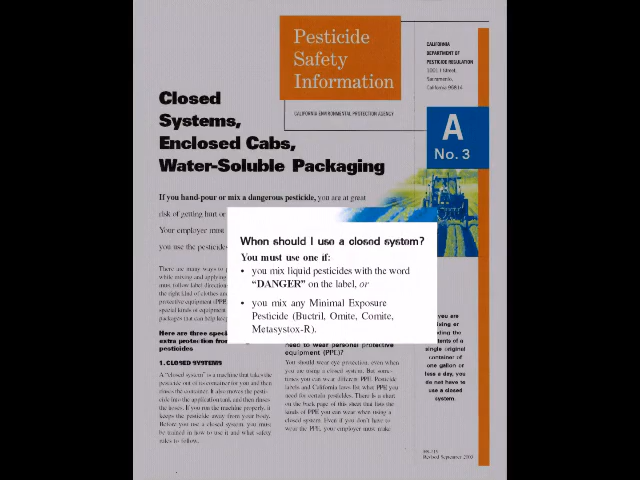 Pesticide
Safety
Information
CALIFORNIA
DEPARTMENT OF
PESTICIDE REGULATION
1001 I Street,
Sacramento,
California 95814
CALIFORNIA ENVIRONMENTAL PROTECTION AGENCY
Closed
Systems,
Enclosed Cabs,
Water-Soluble Packaging
A
No. 3
If you hand-pour or mix a dangerous pesticide, you are at great
risk of getting hurt or
Your employer must
you use the pesticide
When should I use a closed system?
You must use one if:
• you mix liquid pesticides with the word
"DANGER" on the label, or
• you mix any Minimal Exposure
Pesticide (Buctril, Omite, Comite,
Metasystox-R).
There are many ways to
while mixing and applying
must follow label directions
the right kind of clothes and
protective equipment (PPE
special kinds of equipment
packages that can help keep
Here are three speci
extra protection from
pesticides
1. CLOSED SYSTEMS
A "closed system" is a machine that takes the
pesticide out of its container for you and then
rinses the container. It also moves the pesti-
cide into the application tank, and then rinses
the hoses. If you run the machine properly, it
keeps the pesticide away from your body.
Before you use a closed system, you must
be trained in how to use it and what safety
rules to follow.
need to wear personal protective
equipment (PPE)?
You should wear eye protection, even when
you are using a closed system. But some-
times you can wear different PPE. Pesticide
labels and California laws list what PPE you
need for certain pesticides. There is a chart
on the back page of this sheet that lists the
kinds of PPE you can wear when using a
closed system. Even if you don't have to
wear the PPE, your employer must make
you are
ing or
ding the
tents of a
single original
container of
one gallon or
less a day, you
do not have to
use a closed
system.
Revised September 2010